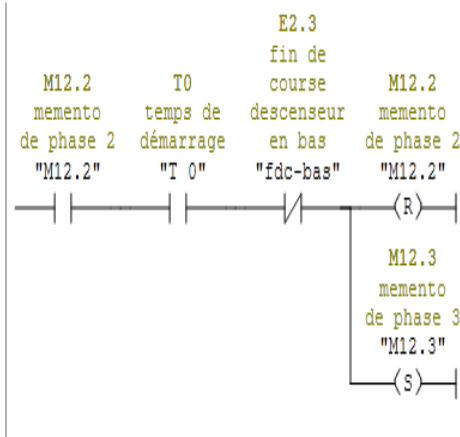 E2.3
fin de
M12.2 T0 course M12.2
memento temps de descenseur memento
de phase 2 démarrage en bas de phase 2
"M12.2" "T 0" "fdc-bas" "M12.2"
(R)
M12.3
memento
de phase 3
"M12.3"
(S)